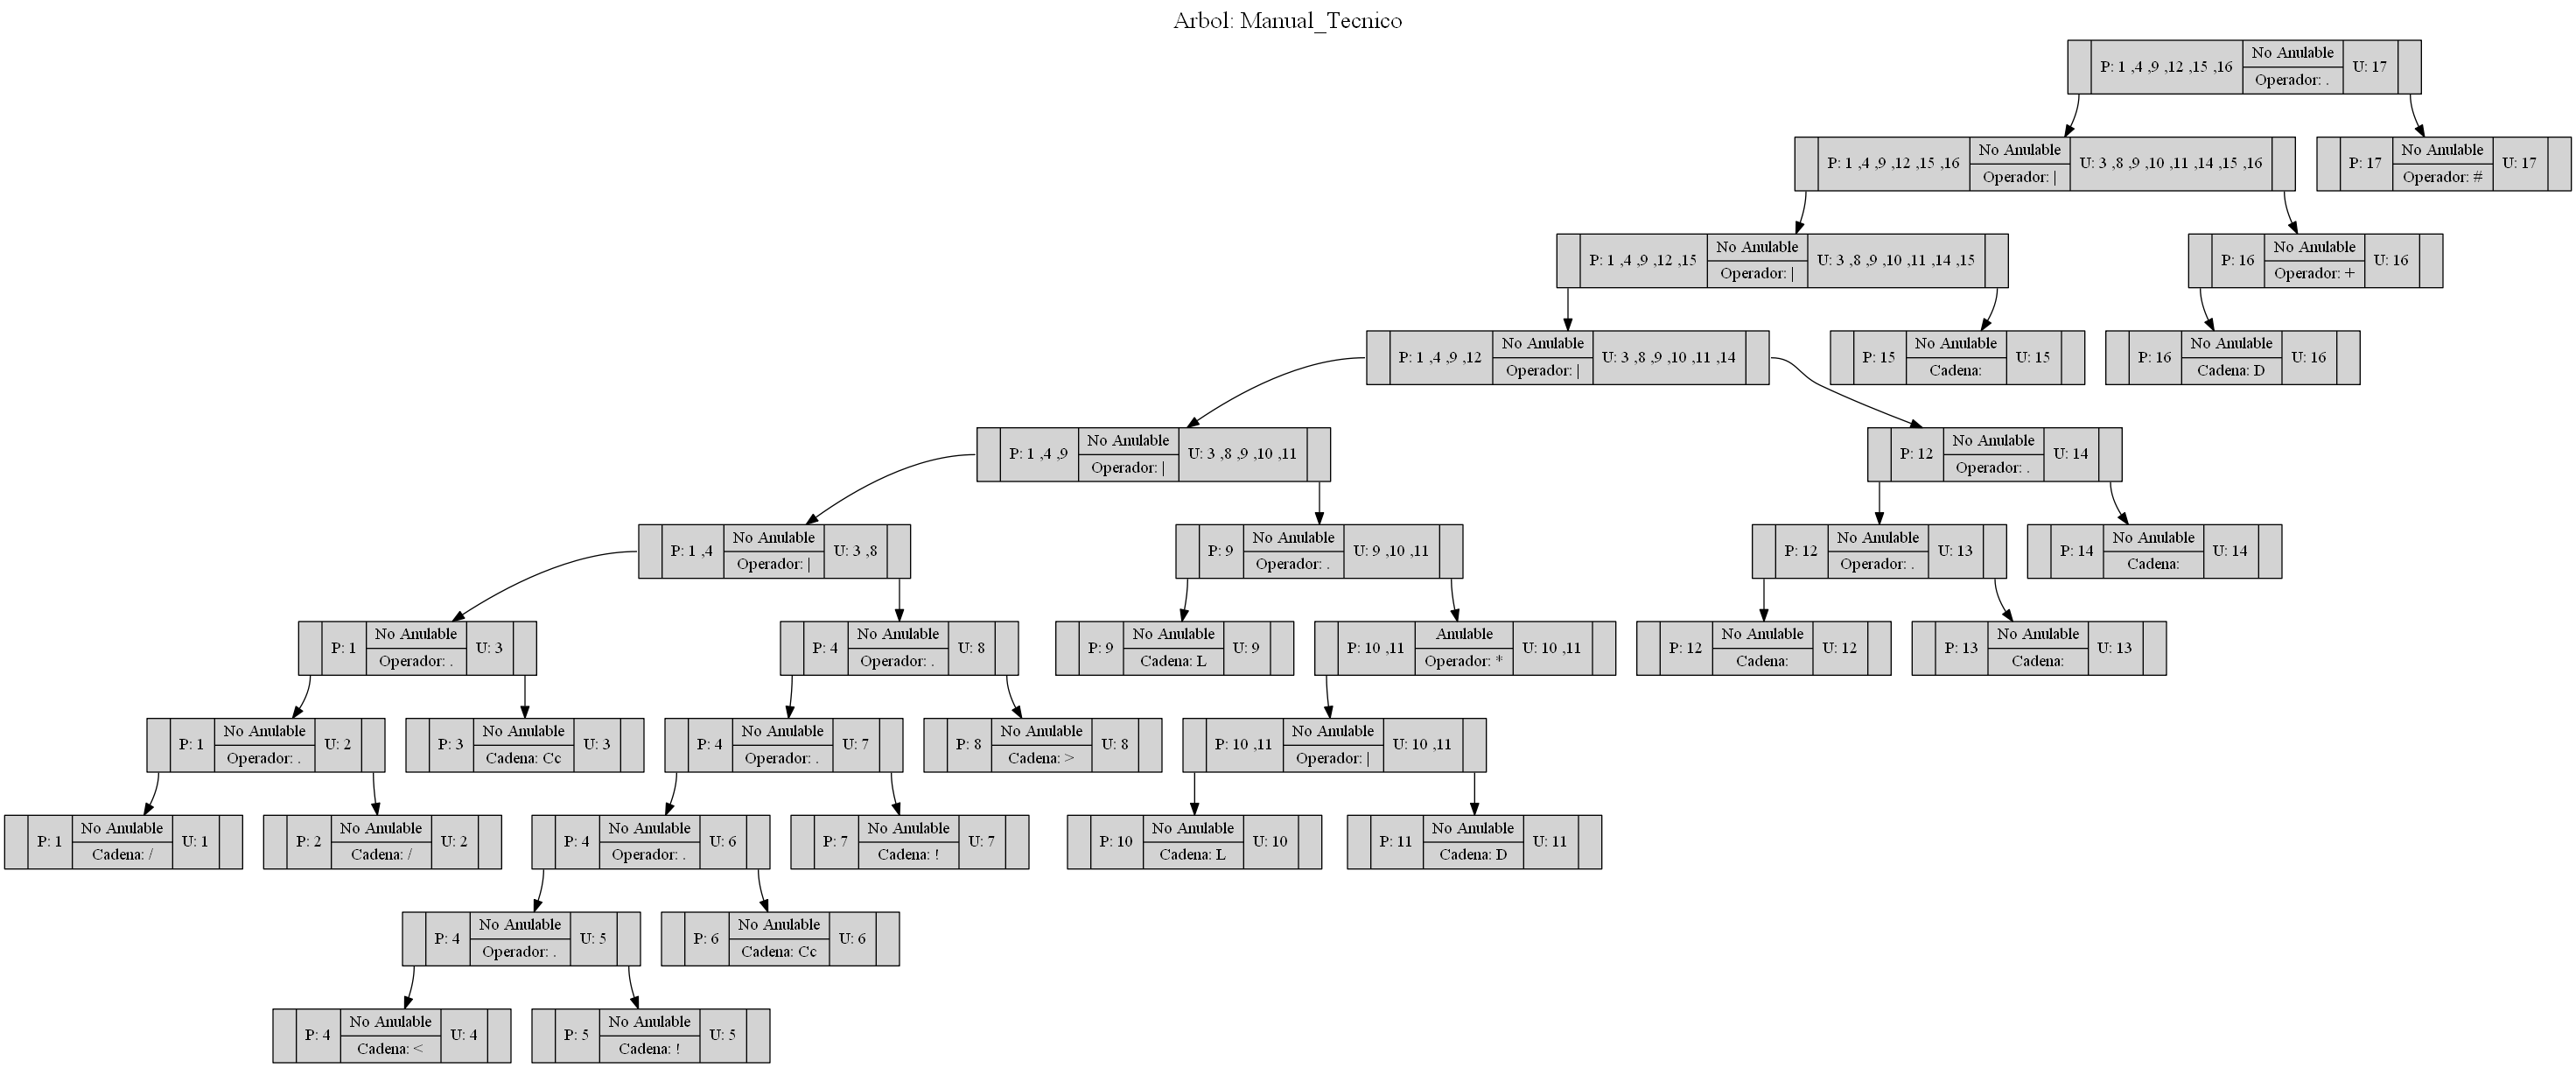 Arbol: Manual_Tecnico
P: 1 ,4 ,9 ,12 ,15 ,16
No Anulable
Operador: .
U: 17
P: 1 ,4 ,9 ,12 ,15 ,16
No Anulable
Operador: |
U: 3 ,8 ,9 ,10 ,11 ,14 ,15 ,16
P: 17
No Anulable
Operador: #
U: 17
P: 1 ,4 ,9 ,12 ,15
No Anulable
Operador: |
U: 3 ,8 ,9 ,10 ,11 ,14 ,15
P: 16
No Anulable
Operador: +
U: 16
P: 1 ,4 ,9 ,12
No Anulable
Operador: |
U: 3 ,8 ,9 ,10 ,11 ,14
P: 15
No Anulable
Cadena:
U: 15
P: 16
No Anulable
Cadena: D
U: 16
P: 1 ,4 ,9
No Anulable
Operador: |
U: 3 ,8 ,9 ,10 ,11
P: 12
No Anulable
Operador: .
U: 14
P: 1 ,4
No Anulable
Operador: |
U: 3 ,8
P: 9
No Anulable
Operador: .
U: 9 ,10 ,11
P: 12
No Anulable
Operador: .
U: 13
P: 14
No Anulable
Cadena:
U: 14
P: 1
No Anulable
Operador: .
U: 3
P: 4
No Anulable
Operador: .
U: 8
P: 9
No Anulable
Cadena: L
U: 9
P: 10 ,11
Anulable
Operador: *
U: 10 ,11
P: 12
No Anulable
Cadena:
U: 12
P: 13
No Anulable
Cadena:
U: 13
P: 1
No Anulable
Operador: .
U: 2
P: 3
No Anulable
Cadena: Cc
U: 3
P: 4
No Anulable
Operador: .
U: 7
P: 8
No Anulable
Cadena: >
U: 8
P: 10 ,11
No Anulable
Operador: |
U: 10 ,11
P: 1
No Anulable
Cadena: /
U: 1
P: 2
No Anulable
Cadena: /
U: 2
P: 4
No Anulable
Operador: .
U: 6
P: 7
No Anulable
Cadena: !
U: 7
P: 10
No Anulable
Cadena: L
U: 10
P: 11
No Anulable
Cadena: D
U: 11
P: 4
No Anulable
Operador: .
U: 5
P: 6
No Anulable
Cadena: Cc
U: 6
P: 4
No Anulable
Cadena: <
U: 4
P: 5
No Anulable
Cadena: !
U: 5